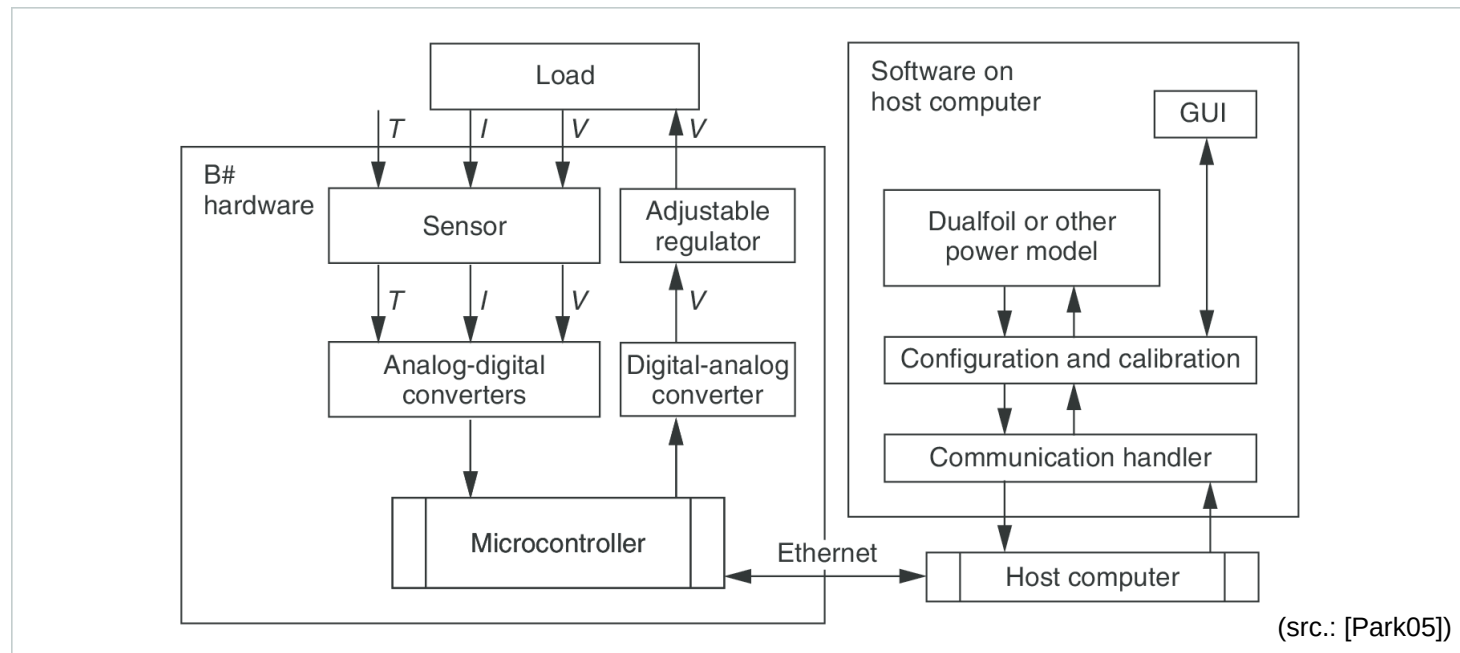 Load
T
I
V
V
B#
hardware
Sensor
Adjustable
regulator
T
I
V
V
Analog-digital
converters
Digital-analog
converter
Microcontroller
Ethernet
Software on
host computer
GUI
Dualfoil or other
power model
Configuration and calibration
Communication handler
Host computer
(src.: [Park05])